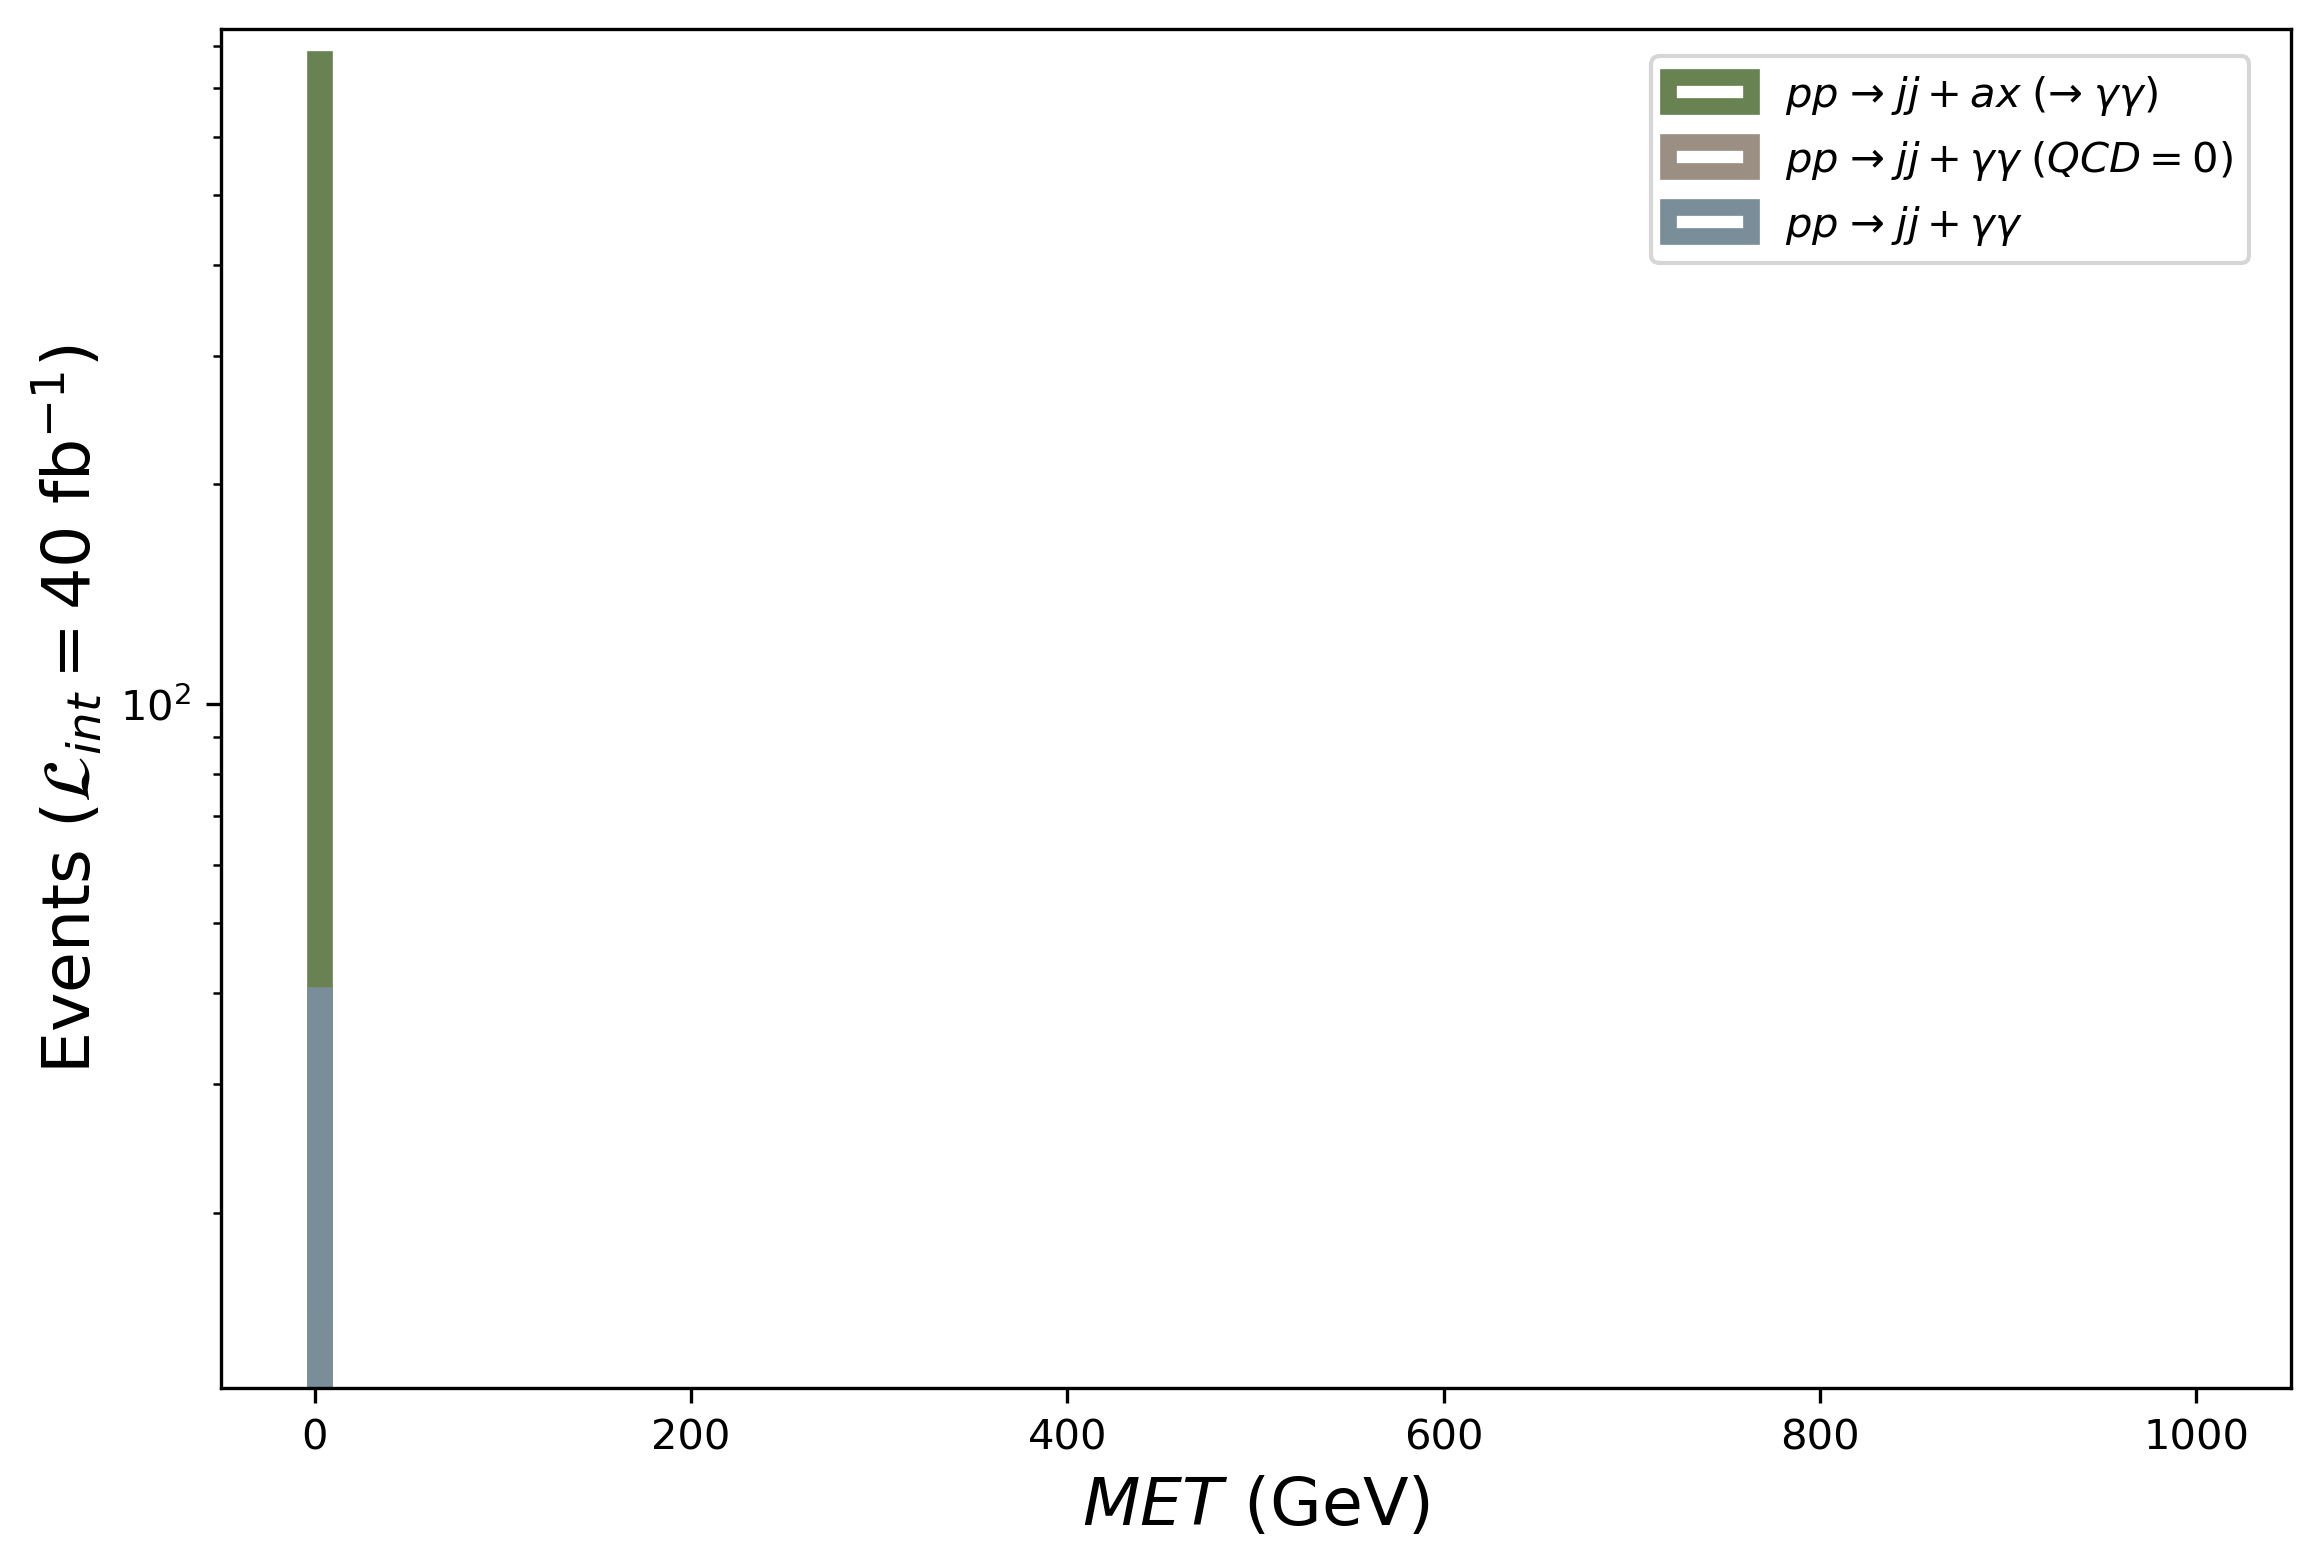 Events (ℒ_int = 40 fb⁻¹)
10²
pp → jj + ax (→ γγ)
pp → jj + γγ (QCD = 0)
pp → jj + γγ
0 200 400 600 800 1000
MET (GeV)